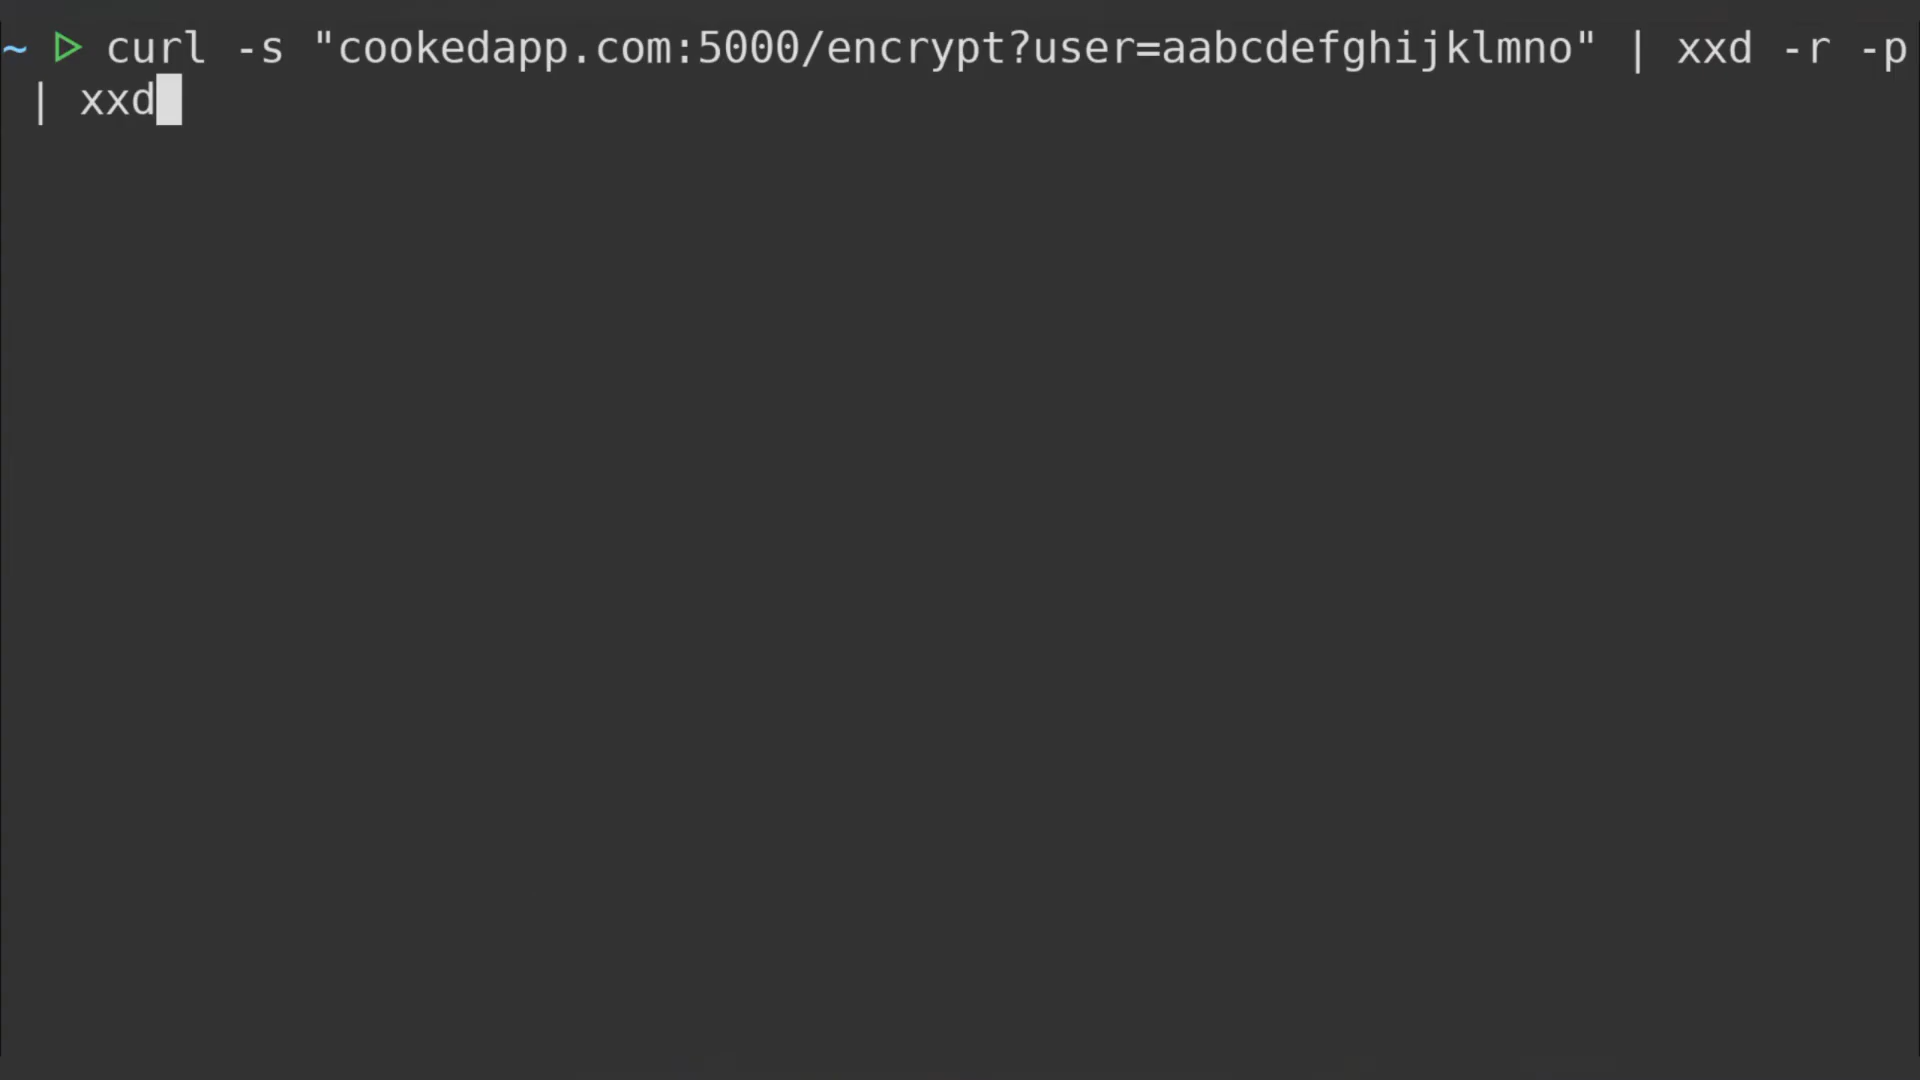 ~ ▷ curl -s "cookedapp.com:5000/encrypt?user=aabcdefghijklmno" | xxd -r -p
| xxd